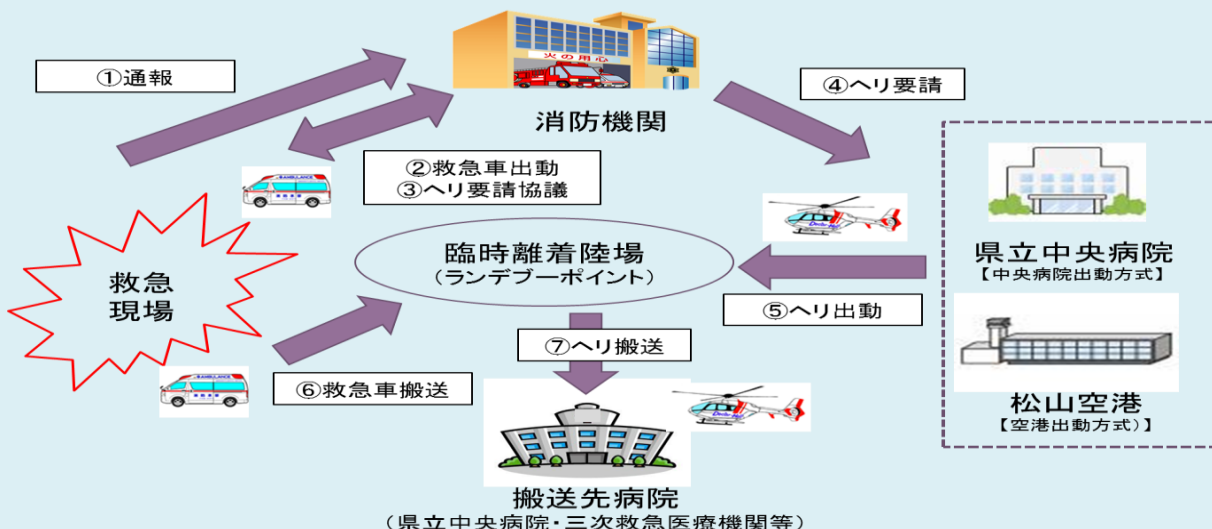 火の用心
①通報
④ヘリ要請
消防機関
②救急車出動
③ヘリ要請協議
救急
現場
臨時離着陸場
(ランデブーポイント)
県立中央病院
【中央病院出動方式】
⑤ヘリ出動
⑦ヘリ搬送
⑥救急車搬送
松山空港
【空港出動方式)】
搬送先病院
(県立中央病院・三次救急医療機関等)